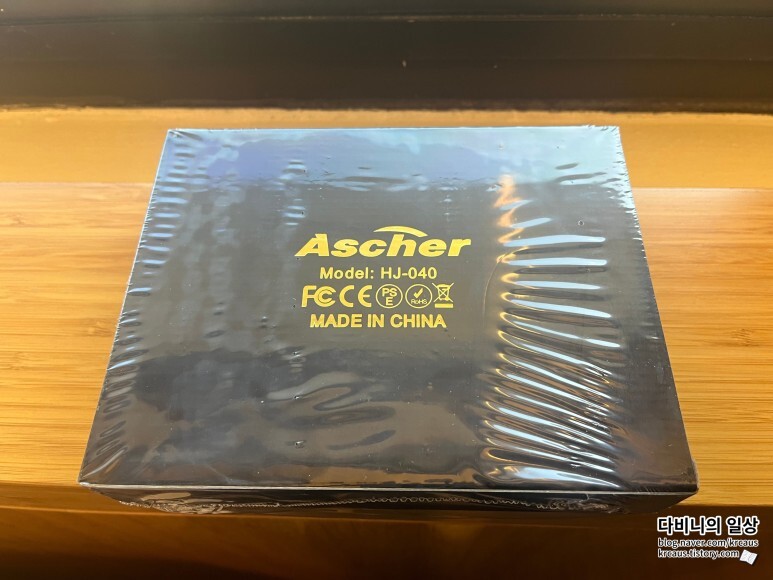 Ascher
Model: HJ-040
FC CE PS E RoHS
MADE IN CHINA
다비니의 일상
blog.naver.com/krcaus
krcaus.tistory.com